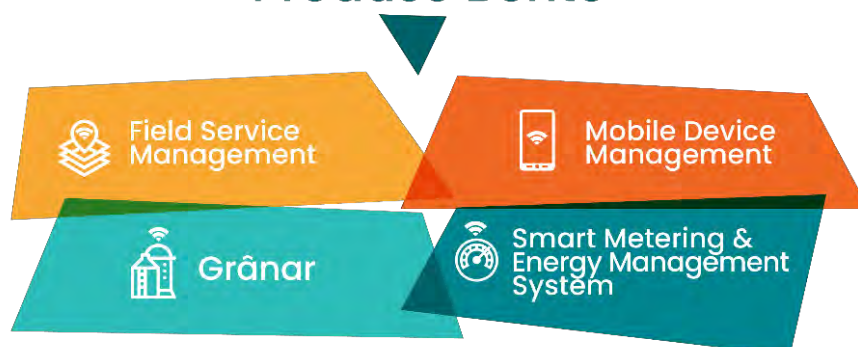 Field Service
Management
Mobile Device
Management
Grânar
Smart Metering &
Energy Management
System